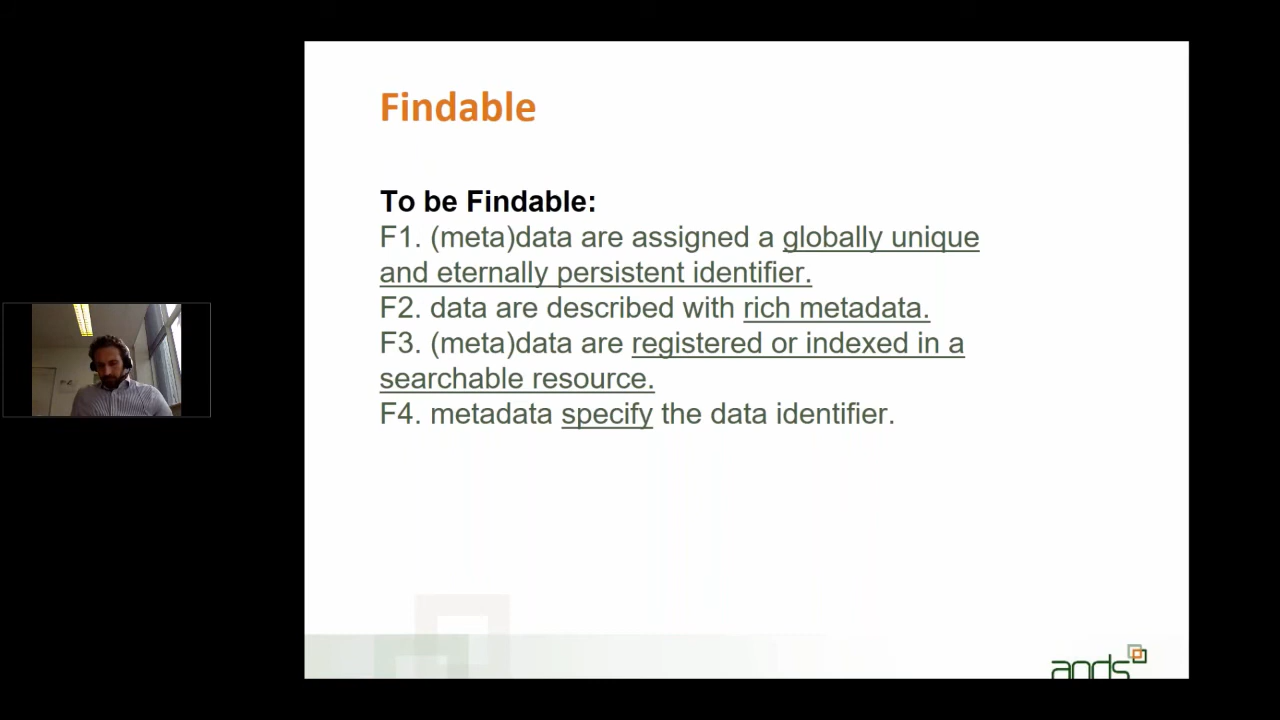 Findable
To be Findable:
F1. (meta)data are assigned a globally unique
and eternally persistent identifier.
F2. data are described with rich metadata.
F3. (meta)data are registered or indexed in a
searchable resource.
F4. metadata specify the data identifier.
ands